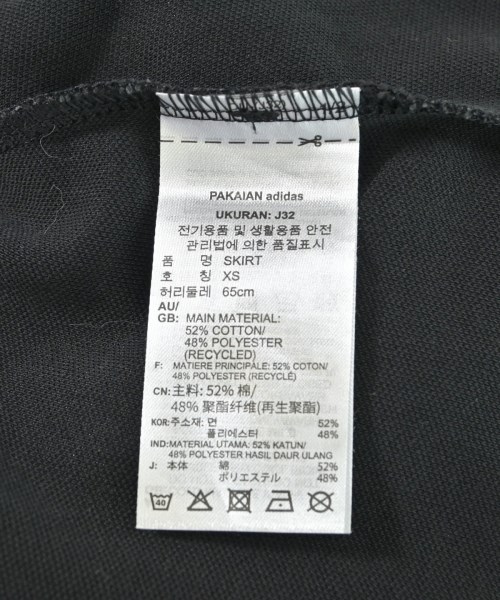 PAKAIAN adidas
UKURAN: J32
전기용품 및 생활용품 안전
관리법에 의한 품질표시
품 명 SKIRT
호 칭 XS
허리둘레 65cm
AU/
GB: MAIN MATERIAL:
52% COTTON/
48% POLYESTER
(RECYCLED)
F: MATIERE PRINCIPALE: 52% COTON/
48% POLYESTER (RECYCLÉ)
CN: 主料: 52% 棉/
48% 聚酯纤维(再生聚酯)
KOR: 주소재: 면 52%
폴리에스터 48%
IND: MATERIAL UTAMA: 52% KATUN/
48% POLYESTER HASIL DAUR ULANG
J: 本体 綿 52%
ポリエステル 48%
40